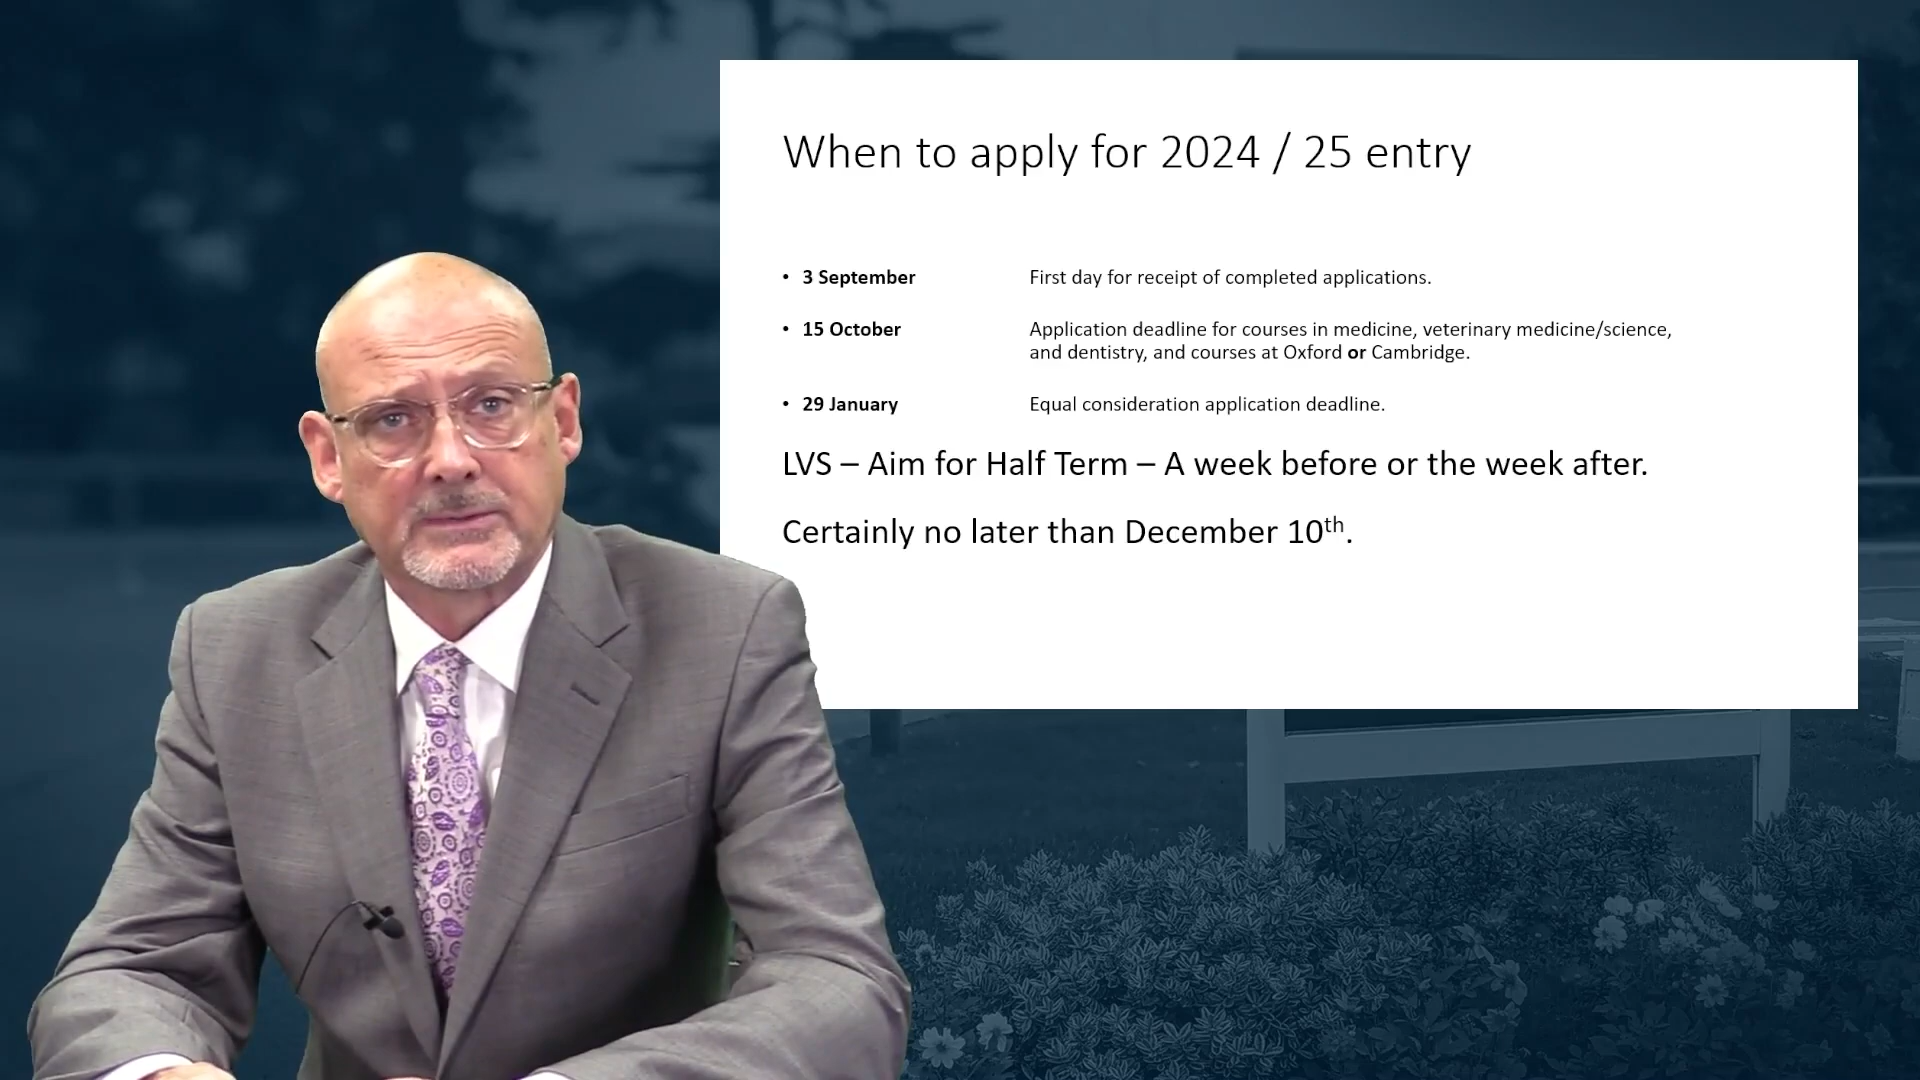 When to apply for 2024 / 25 entry
• 3 September First day for receipt of completed applications.
• 15 October Application deadline for courses in medicine, veterinary medicine/science,
and dentistry, and courses at Oxford or Cambridge.
• 29 January Equal consideration application deadline.
LVS – Aim for Half Term – A week before or the week after.
Certainly no later than December 10th.